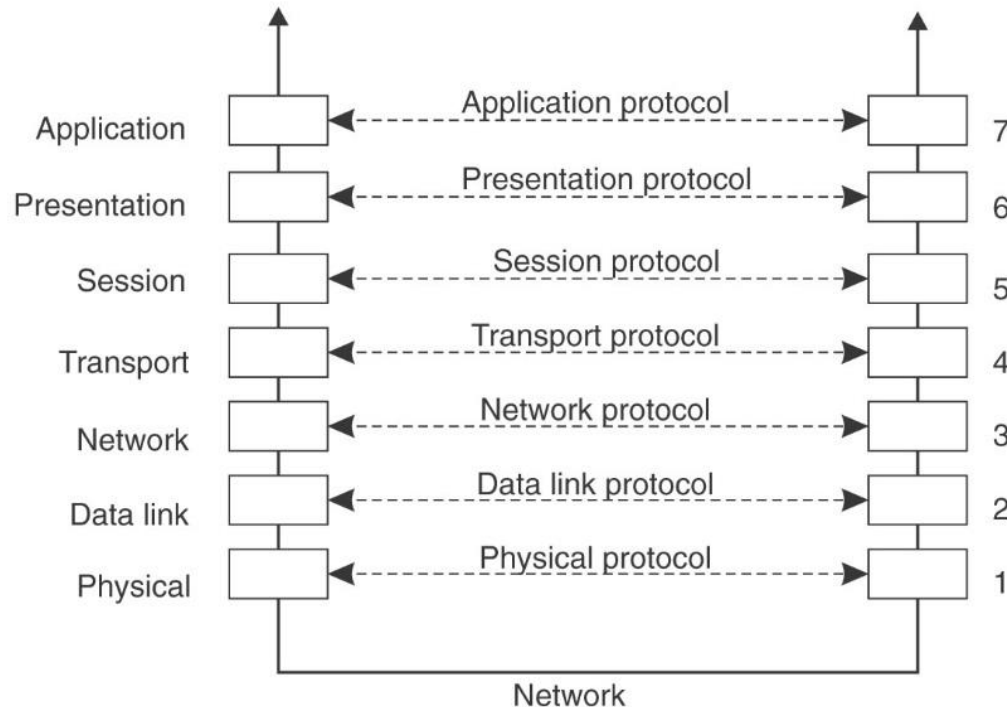 Application
Application protocol
7
Presentation
Presentation protocol
6
Session
Session protocol
5
Transport
Transport protocol
4
Network
Network protocol
3
Data link
Data link protocol
2
Physical
Physical protocol
1
Network